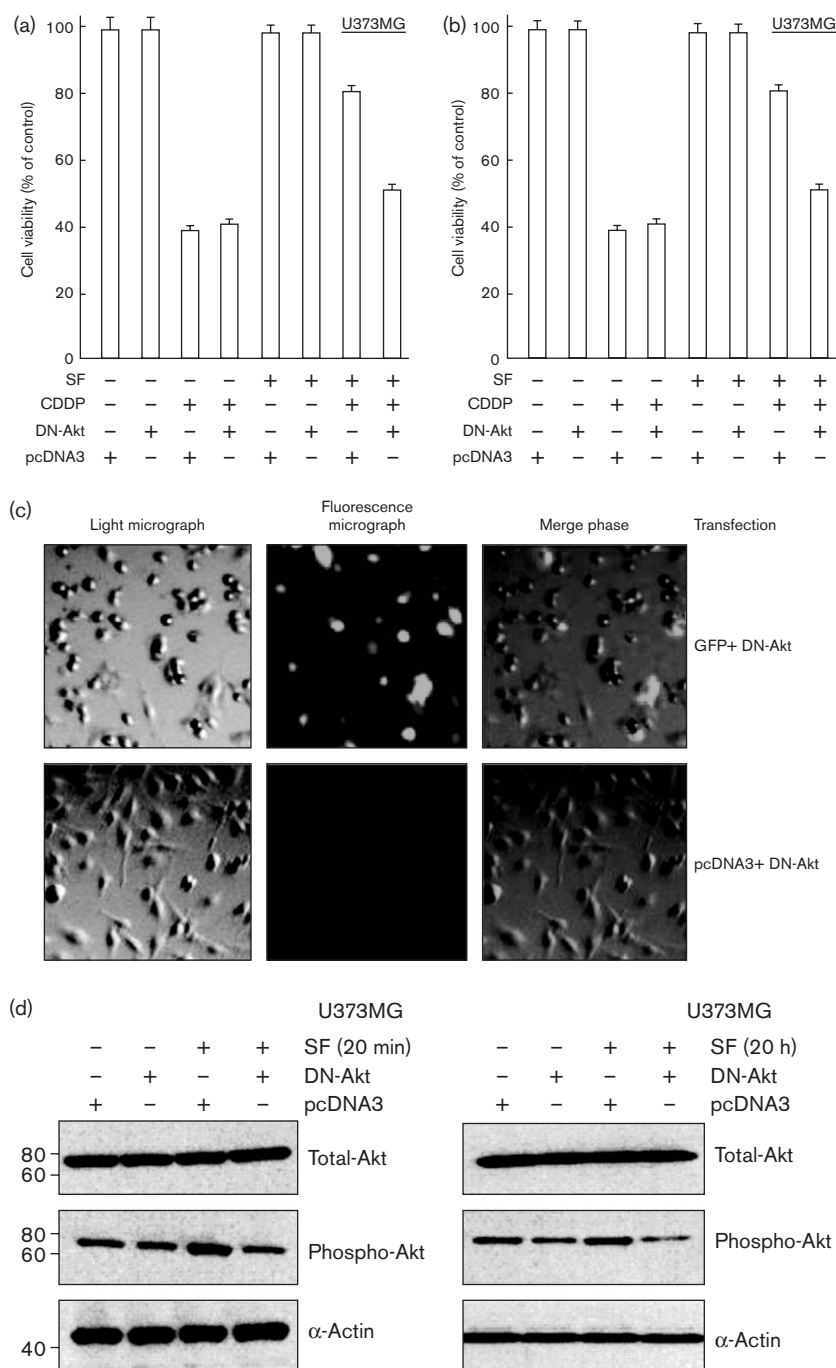 (a)
U373MG
Cell viability (% of control)
100
80
60
40
20
0
SF − − − − + + + +
CDDP − − + + − − + +
DN-Akt − + − + − + − +
pcDNA3 + − + − + − + −
(b)
U373MG
Cell viability (% of control)
100
80
60
40
20
0
SF − − − − + + + +
CDDP − − + + − − + +
DN-Akt − + − + − + − +
pcDNA3 + − + − + − + −
(c)
Light micrograph
Fluorescence
micrograph
Merge phase
Transfection
GFP+ DN-Akt
pcDNA3+ DN-Akt
(d)
U373MG
− − + + SF (20 min)
− + − + DN-Akt
+ − + − pcDNA3
80
60
Total-Akt
80
60
Phospho-Akt
40
α-Actin
U373MG
− − + + SF (20 h)
− + − + DN-Akt
+ − + − pcDNA3
Total-Akt
Phospho-Akt
α-Actin